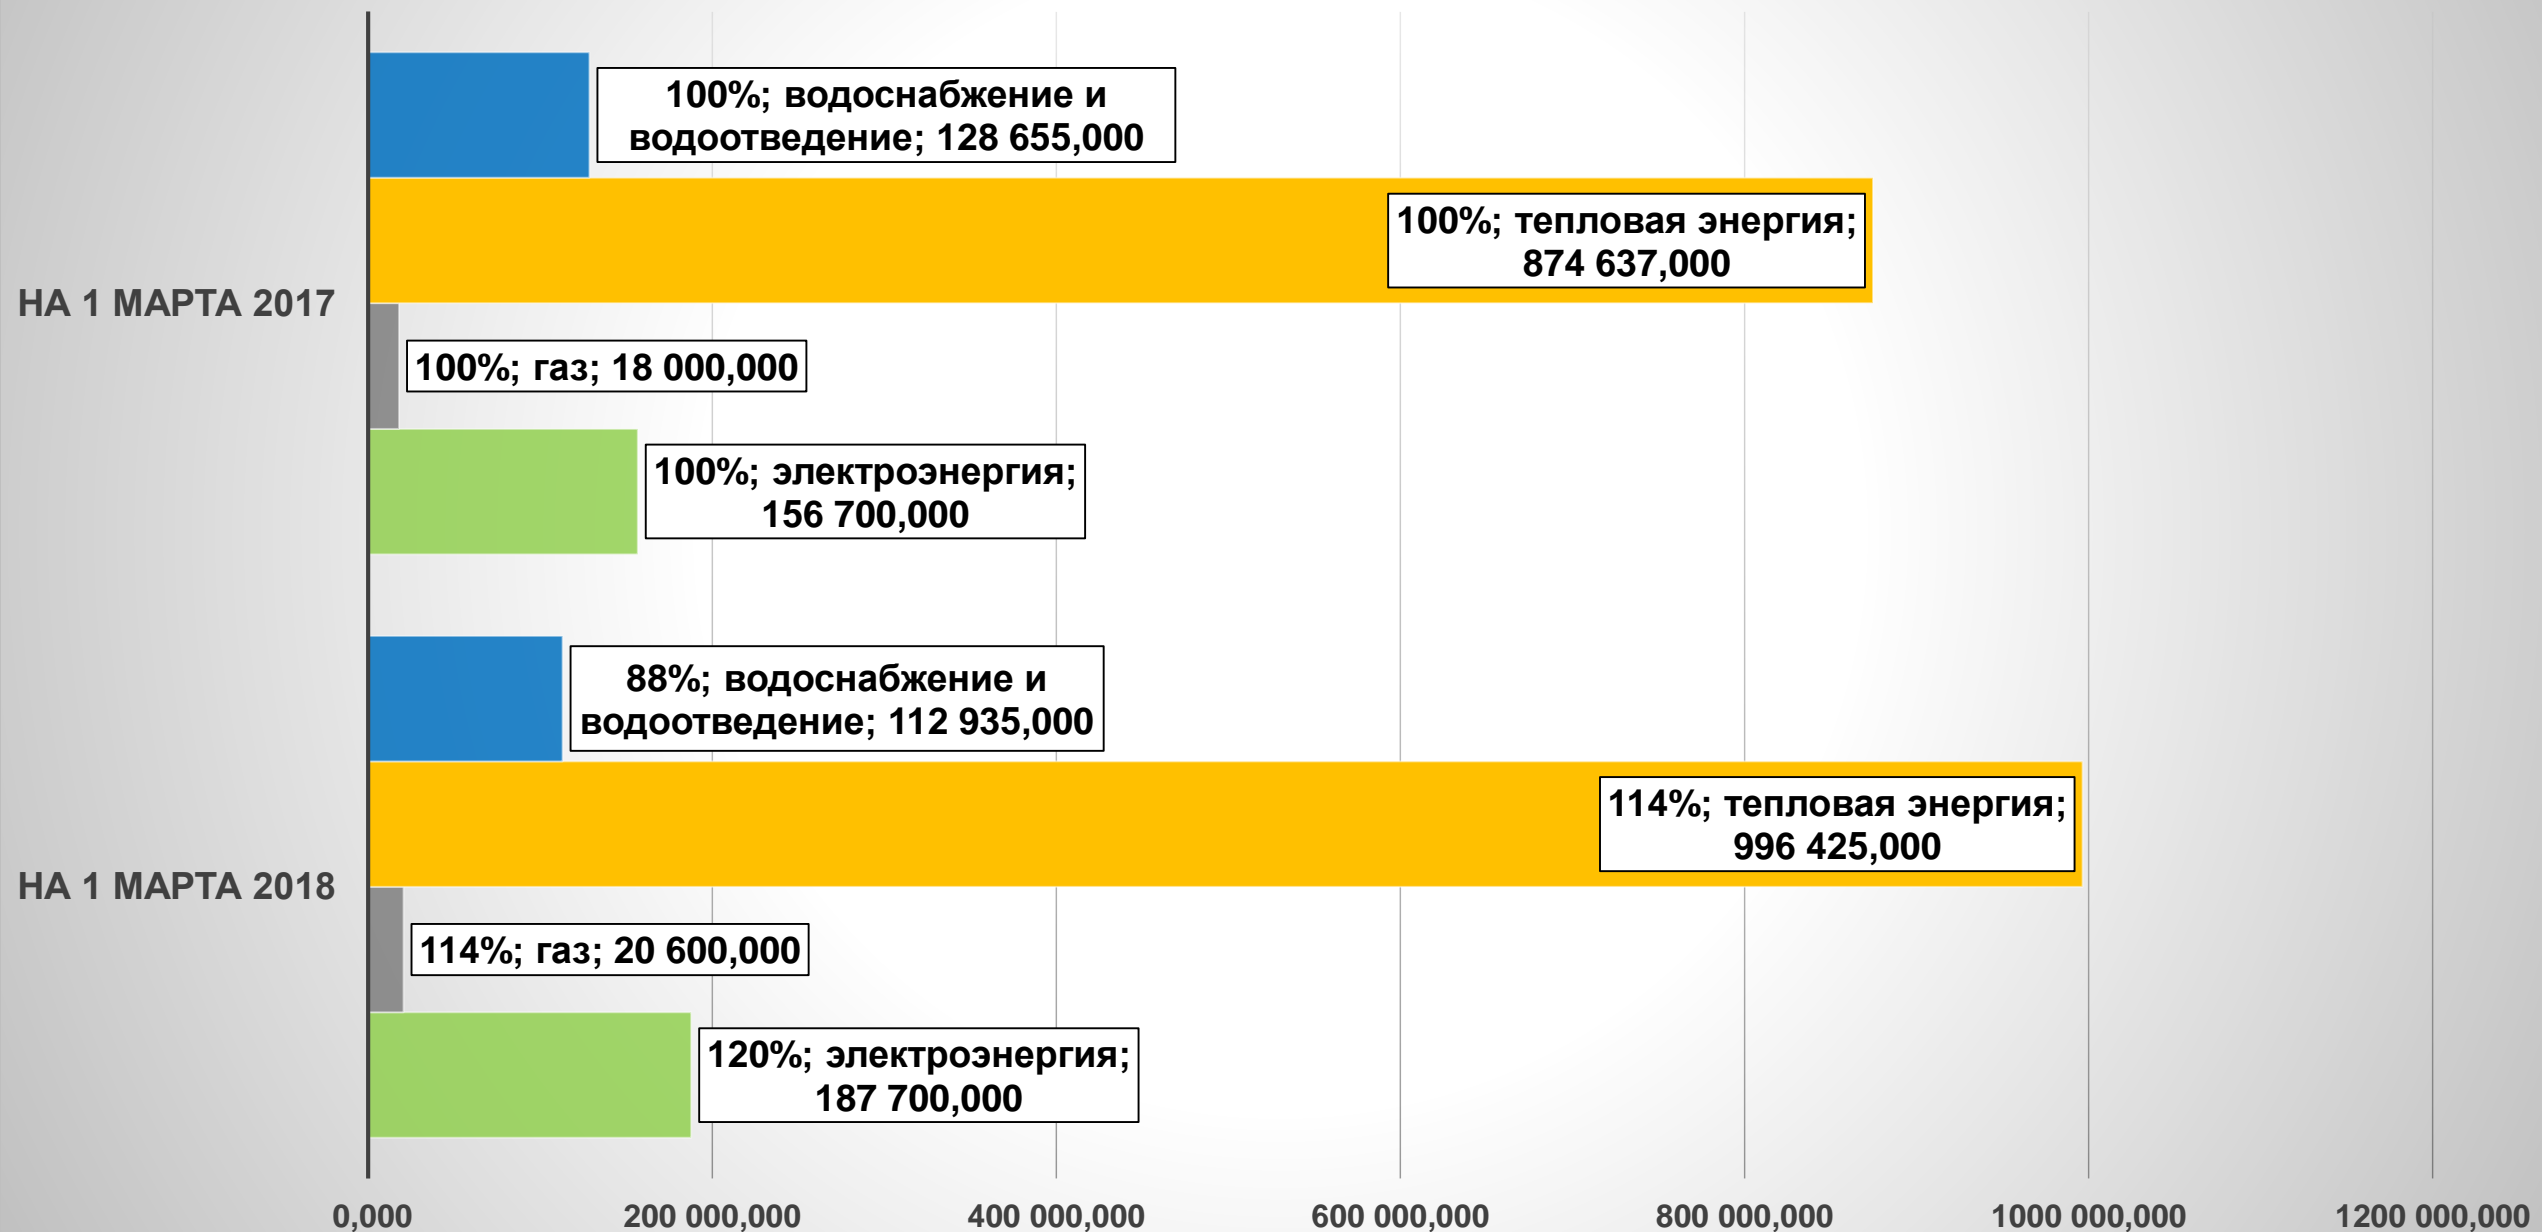 100%; водоснабжение и
водоотведение; 128 655,000
100%; тепловая энергия;
874 637,000
НА 1 МАРТА 2017
100%; газ; 18 000,000
100%; электроэнергия;
156 700,000
88%; водоснабжение и
водоотведение; 112 935,000
114%; тепловая энергия;
996 425,000
НА 1 МАРТА 2018
114%; газ; 20 600,000
120%; электроэнергия;
187 700,000
0,000 200 000,000 400 000,000 600 000,000 800 000,000 1000 000,000 1200 000,000